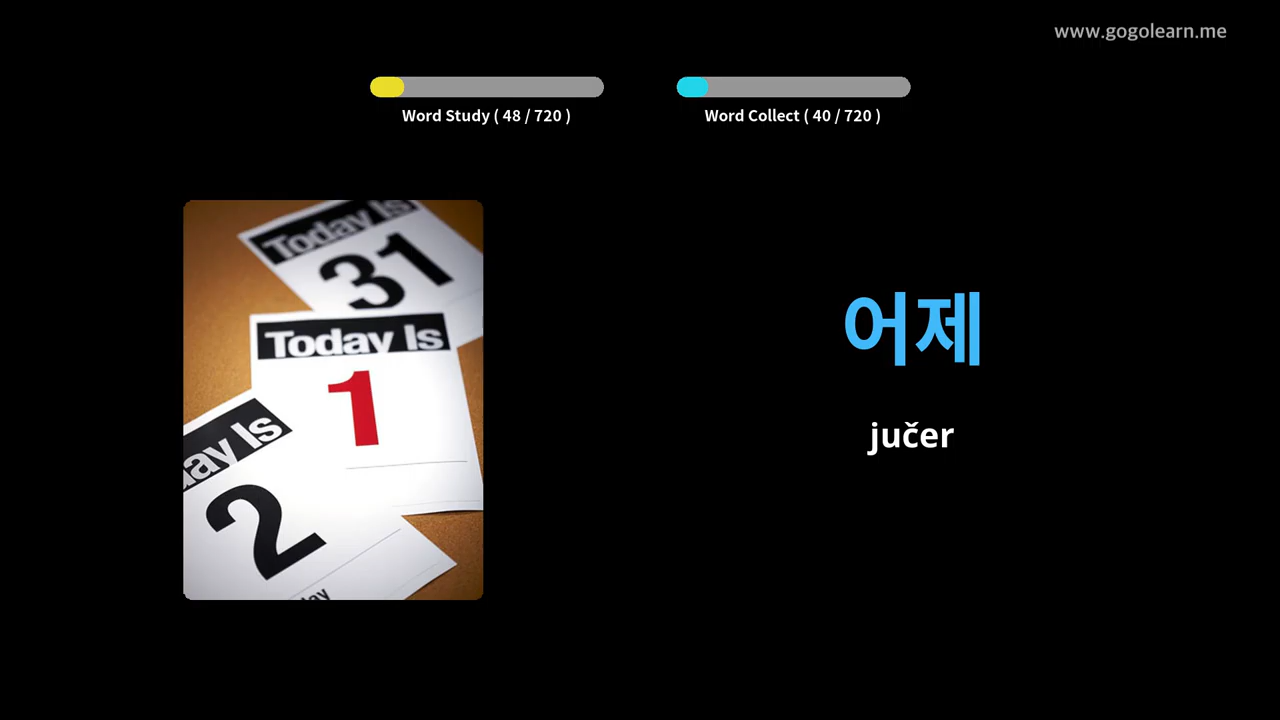 www.gogolearn.me
Word Study ( 48 / 720 )
Word Collect ( 40 / 720 )
Today Is
31
Today Is
1
day Is
2
어제
jučer